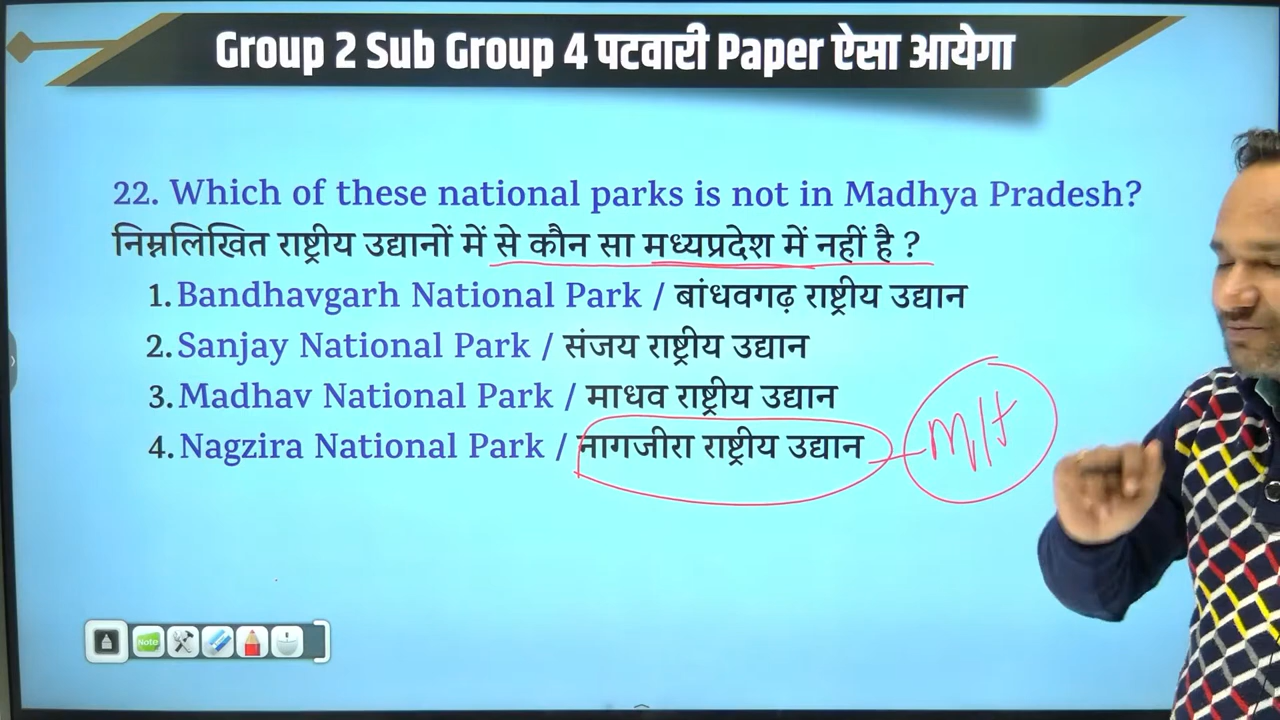 Group 2 Sub Group 4 पटवारी Paper ऐसा आयेगा
22. Which of these national parks is not in Madhya Pradesh?
निम्नलिखित राष्ट्रीय उद्यानों में से कौन सा मध्यप्रदेश में नहीं है ?
1. Bandhavgarh National Park / बांधवगढ़ राष्ट्रीय उद्यान
2. Sanjay National Park / संजय राष्ट्रीय उद्यान
3. Madhav National Park / माधव राष्ट्रीय उद्यान
4. Nagzira National Park / नागजीरा राष्ट्रीय उद्यान
Note